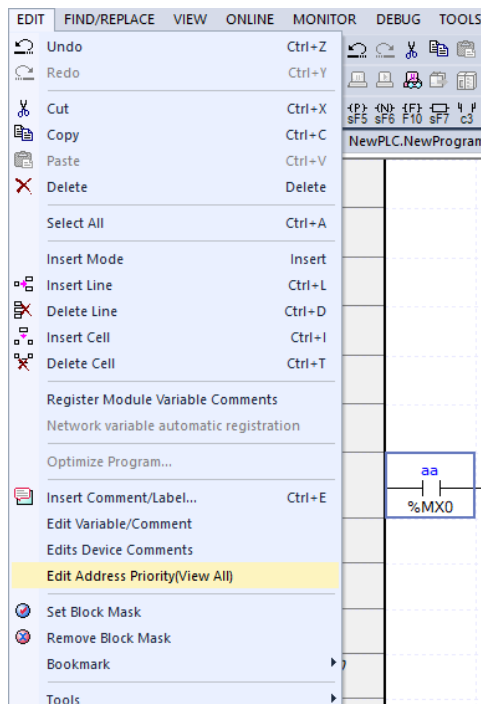 EDIT FIND/REPLACE VIEW ONLINE MONITOR DEBUG TOOLS
Undo Ctrl+Z
Redo Ctrl+Y
Cut Ctrl+X
Copy Ctrl+C
Paste Ctrl+V
Delete Delete
Select All Ctrl+A
Insert Mode Insert
Insert Line Ctrl+L
Delete Line Ctrl+D
Insert Cell Ctrl+I
Delete Cell Ctrl+T
Register Module Variable Comments
Network variable automatic registration
Optimize Program...
Insert Comment/Label... Ctrl+E
Edit Variable/Comment
Edits Device Comments
Edit Address Priority(View All)
Set Block Mask
Remove Block Mask
Bookmark
Tools
{P} {N} {F}
sF5 sF6 F10 sF7 c3
NewPLC.NewProgram
aa
%MX0